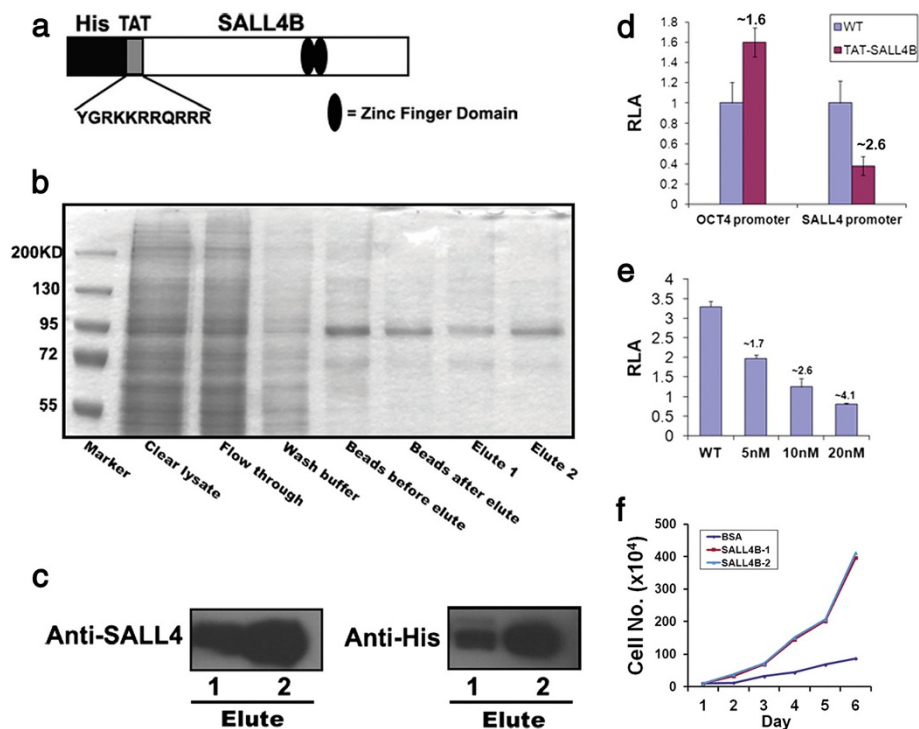 a
His TAT SALL4B
YGRKKRRQRRR
= Zinc Finger Domain
b
200KD
130
95
72
55
Marker
Clear lysate
Flow through
Wash buffer
Beads before elute
Beads after elute
Elute 1
Elute 2
c
Anti-SALL4
1 2
Elute
Anti-His
1 2
Elute
d
RLA
1.8
1.6
1.4
1.2
1
0.8
0.6
0.4
0.2
0
~1.6
~2.6
WT
TAT-SALL4B
OCT4 promoter
SALL4 promoter
e
RLA
4
3.5
3
2.5
2
1.5
1
0.5
0
~1.7
~2.6
~4.1
WT 5nM 10nM 20nM
f
Cell No. (x10⁴)
500
400
300
200
100
0
BSA
SALL4B-1
SALL4B-2
1 2 3 4 5 6
Day